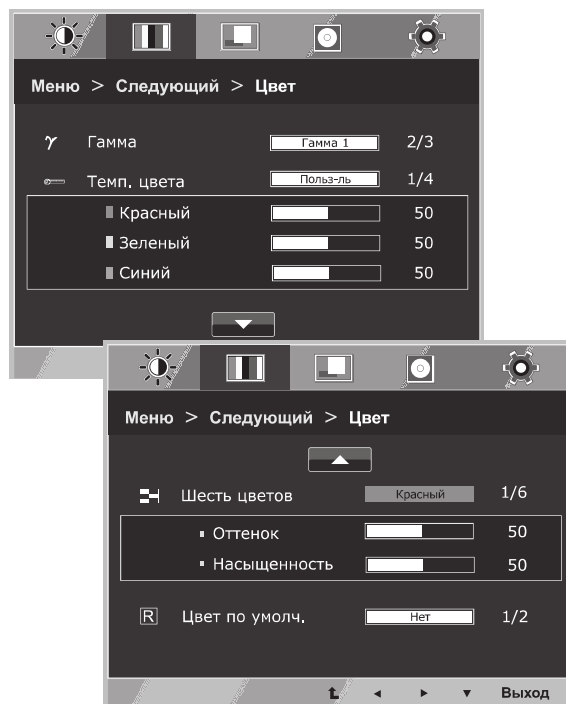 Меню > Следующий > Цвет
γ Гамма Гамма 1 2/3
Темп. цвета Польз-ль 1/4
Красный 50
Зеленый 50
Синий 50
Меню > Следующий > Цвет
Шесть цветов Красный 1/6
Оттенок 50
Насыщенность 50
R Цвет по умолч. Нет 1/2
Выход